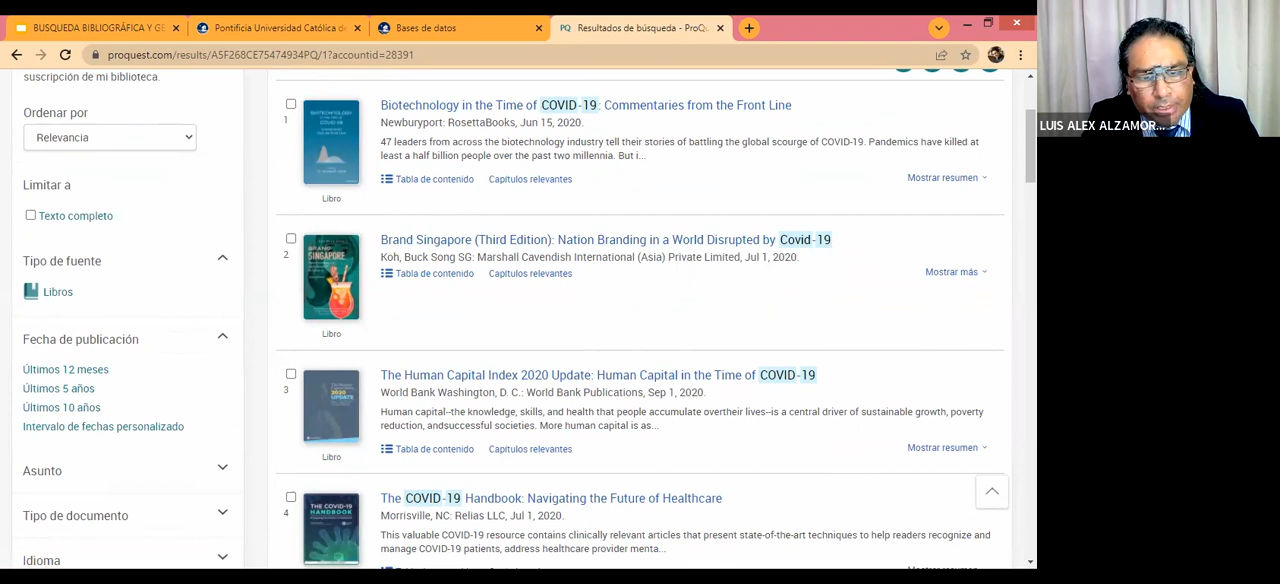 BUSQUEDA BIBLIOGRÁFICA Y GE
Pontificia Universidad Católica de
Bases de datos
Resultados de búsqueda - ProQ
proquest.com/results/A5F268CE75474934PQ/1?accountid=28391
suscripción de mi biblioteca.
Ordenar por
Relevancia
Limitar a
Texto completo
Tipo de fuente
Libros
Fecha de publicación
Últimos 12 meses
Últimos 5 años
Últimos 10 años
Intervalo de fechas personalizado
Asunto
Tipo de documento
Idioma
1
Biotechnology in the Time of COVID-19: Commentaries from the Front Line
Newburyport: RosettaBooks, Jun 15, 2020.
47 leaders from across the biotechnology industry tell their stories of battling the global scourge of COVID-19. Pandemics have killed at
least a half billion people over the past two millennia. But i...
Tabla de contenido Capítulos relevantes
Mostrar resumen
Libro
2
Brand Singapore (Third Edition): Nation Branding in a World Disrupted by Covid-19
Koh, Buck Song SG: Marshall Cavendish International (Asia) Private Limited, Jul 1, 2020.
Tabla de contenido Capítulos relevantes
Mostrar más
BRAND
SINGAPORE
Libro
3
The Human Capital Index 2020 Update: Human Capital in the Time of COVID-19
World Bank Washington, D. C.: World Bank Publications, Sep 1, 2020.
Human capital--the knowledge, skills, and health that people accumulate overtheir lives--is a central driver of sustainable growth, poverty
reduction, andsuccessful societies. More human capital is as...
Tabla de contenido Capítulos relevantes
Mostrar resumen
Libro
4
The COVID-19 Handbook: Navigating the Future of Healthcare
Morrisville, NC: Relias LLC, Jul 1, 2020.
This valuable COVID-19 resource contains clinically relevant articles that present state-of-the-art techniques to help readers recognize and
manage COVID-19 patients, address healthcare provider menta...
THE COVID-19
HANDBOOK
LUIS ALEX ALZAMOR...